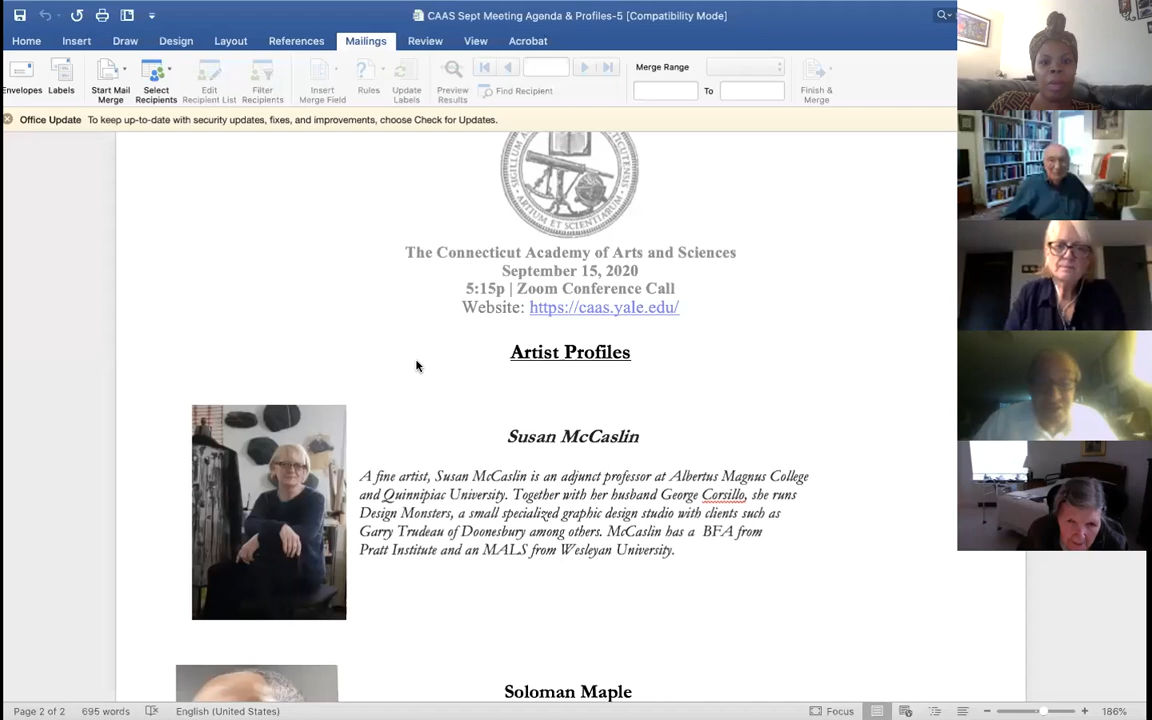 CAAS Sept Meeting Agenda & Profiles-5 [Compatibility Mode]
Home Insert Draw Design Layout References Mailings Review View Acrobat
Envelopes Labels Start Mail Merge Select Recipients Edit Recipient List Filter Recipients Insert Merge Field Rules Update Labels Preview Results Find Recipient Merge Range To Finish & Merge
Office Update To keep up-to-date with security updates, fixes, and improvements, choose Check for Updates.
ARTIUM ET SCIENTIARUM
The Connecticut Academy of Arts and Sciences
September 15, 2020
5:15p | Zoom Conference Call
Website: https://caas.yale.edu/
Artist Profiles
Susan McCaslin
A fine artist, Susan McCaslin is an adjunct professor at Albertus Magnus College
and Quinnipiac University. Together with her husband George Corsillo, she runs
Design Monsters, a small specialized graphic design studio with clients such as
Garry Trudeau of Doonesbury among others. McCaslin has a BFA from
Pratt Institute and an MALS from Wesleyan University.
Soloman Maple
Page 2 of 2 695 words English (United States) Focus 186%